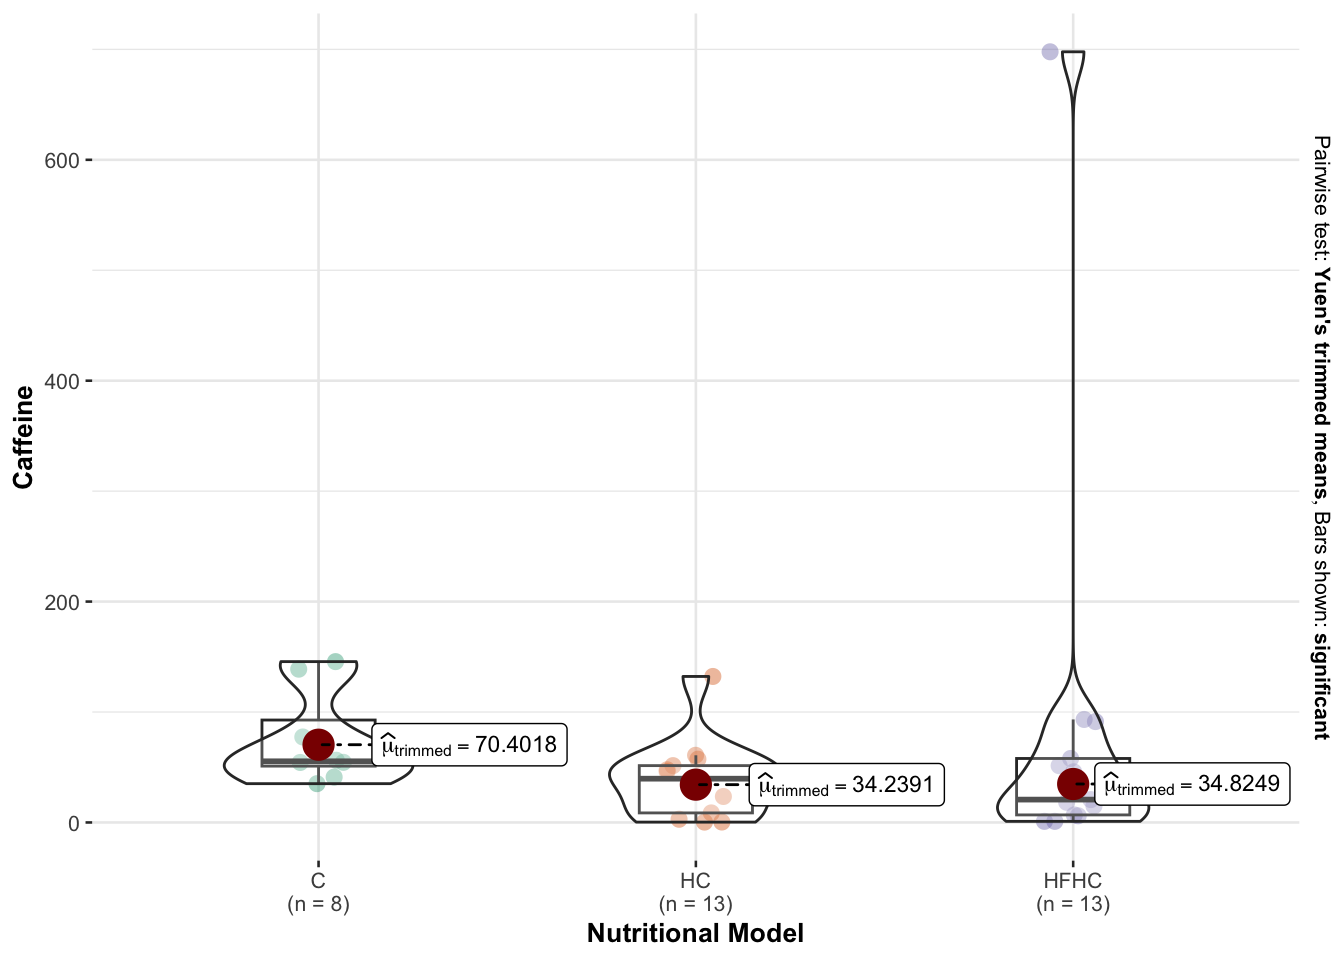 Caffeine
600
400
200
0
μ̂trimmed = 70.4018
μ̂trimmed = 34.2391
μ̂trimmed = 34.8249
C
(n = 8)
HC
(n = 13)
HFHC
(n = 13)
Nutritional Model
Pairwise test: Yuen's trimmed means, Bars shown: significant